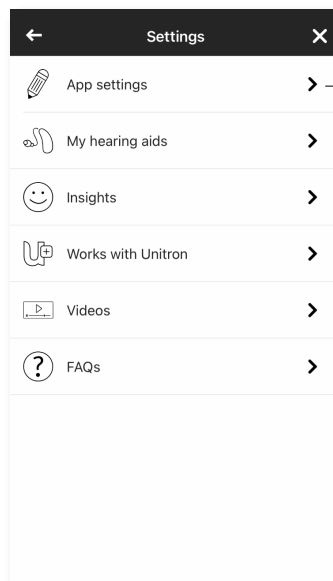 Settings
App settings
My hearing aids
Insights
Works with Unitron
Videos
FAQs